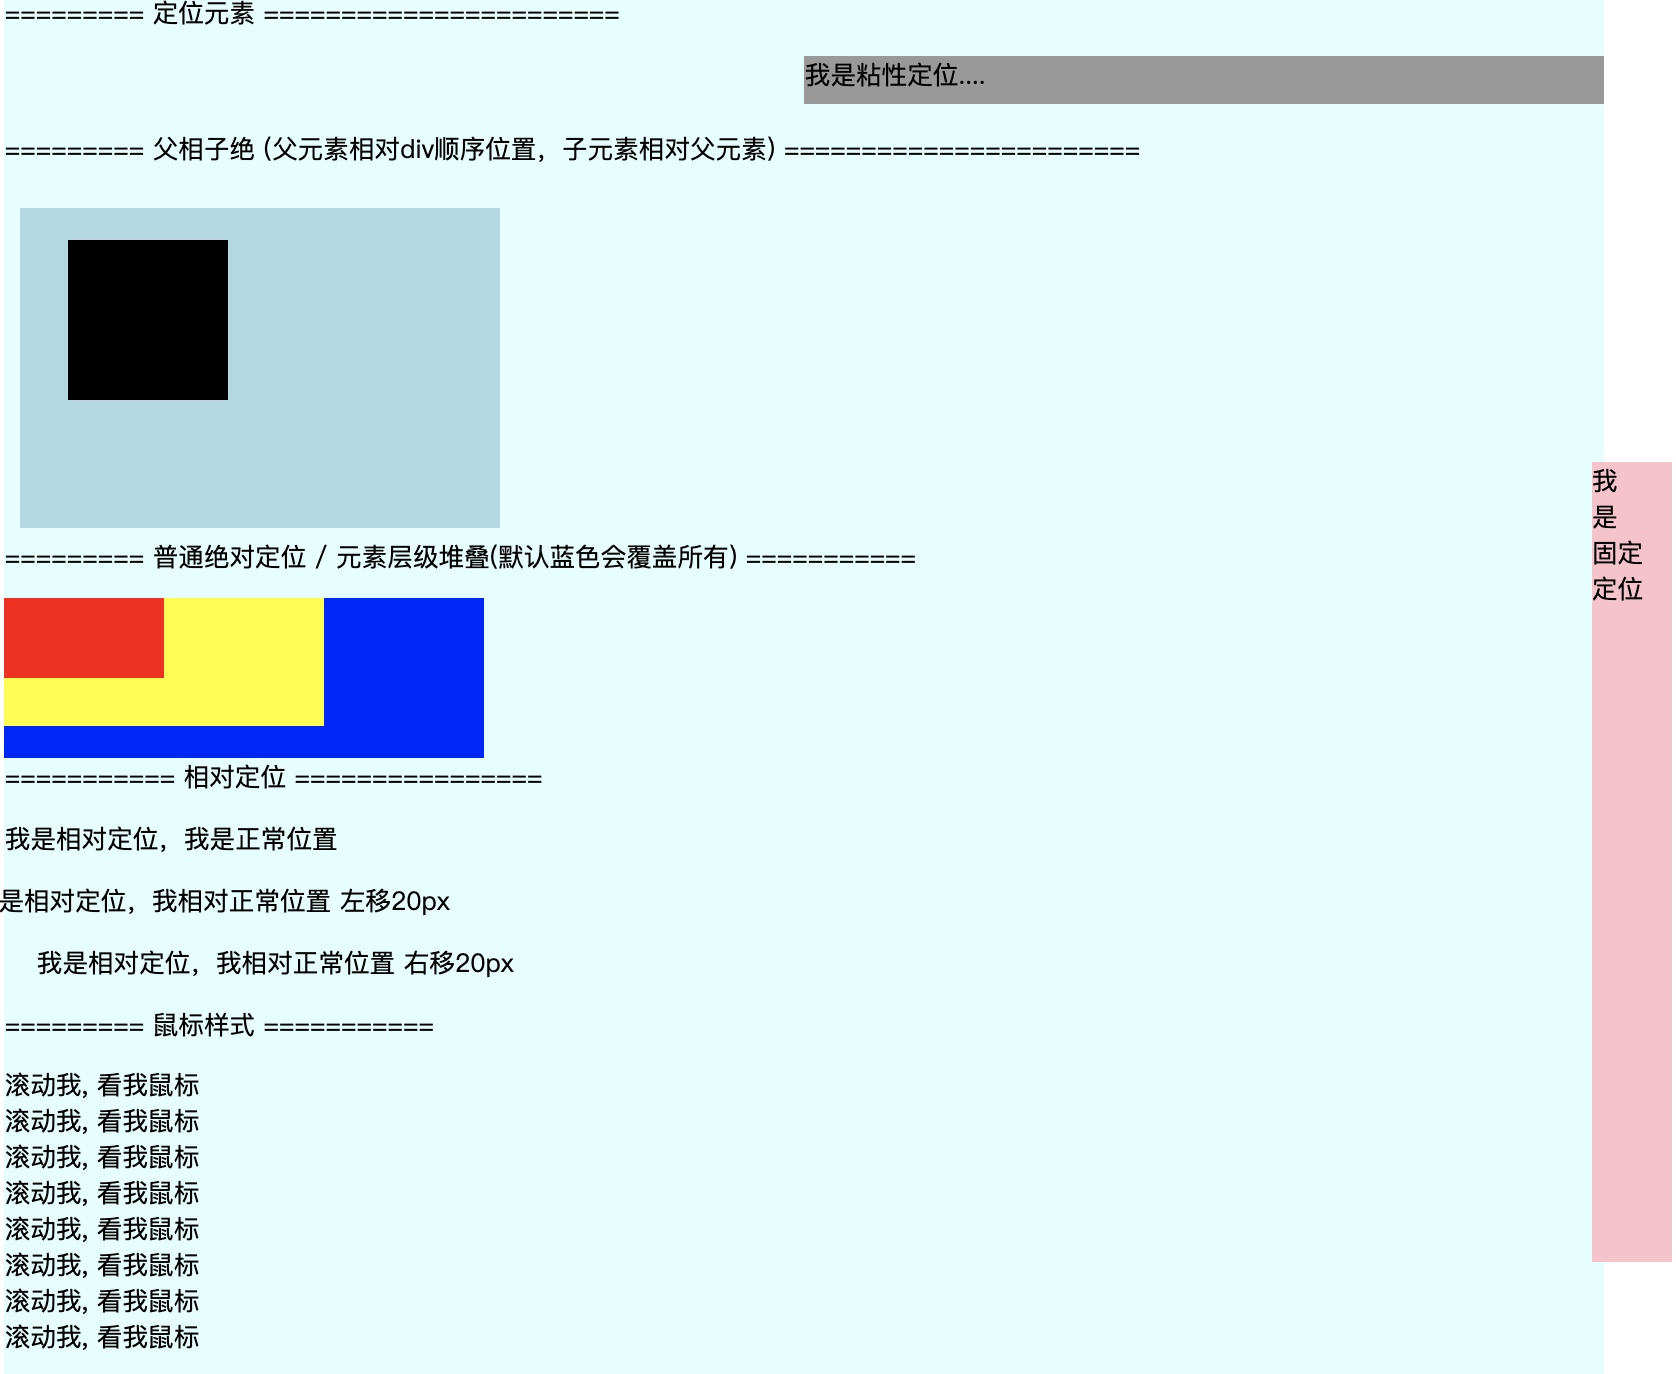 ========= 定位元素 =======================
我是粘性定位....
========= 父相子绝 (父元素相对div顺序位置，子元素相对父元素) =======================
我
是
固定
定位
========= 普通绝对定位 / 元素层级堆叠(默认蓝色会覆盖所有) ===========
=========== 相对定位 ================
我是相对定位，我是正常位置
是相对定位，我相对正常位置 左移20px
我是相对定位，我相对正常位置 右移20px
========= 鼠标样式 ===========
滚动我, 看我鼠标
滚动我, 看我鼠标
滚动我, 看我鼠标
滚动我, 看我鼠标
滚动我, 看我鼠标
滚动我, 看我鼠标
滚动我, 看我鼠标
滚动我, 看我鼠标